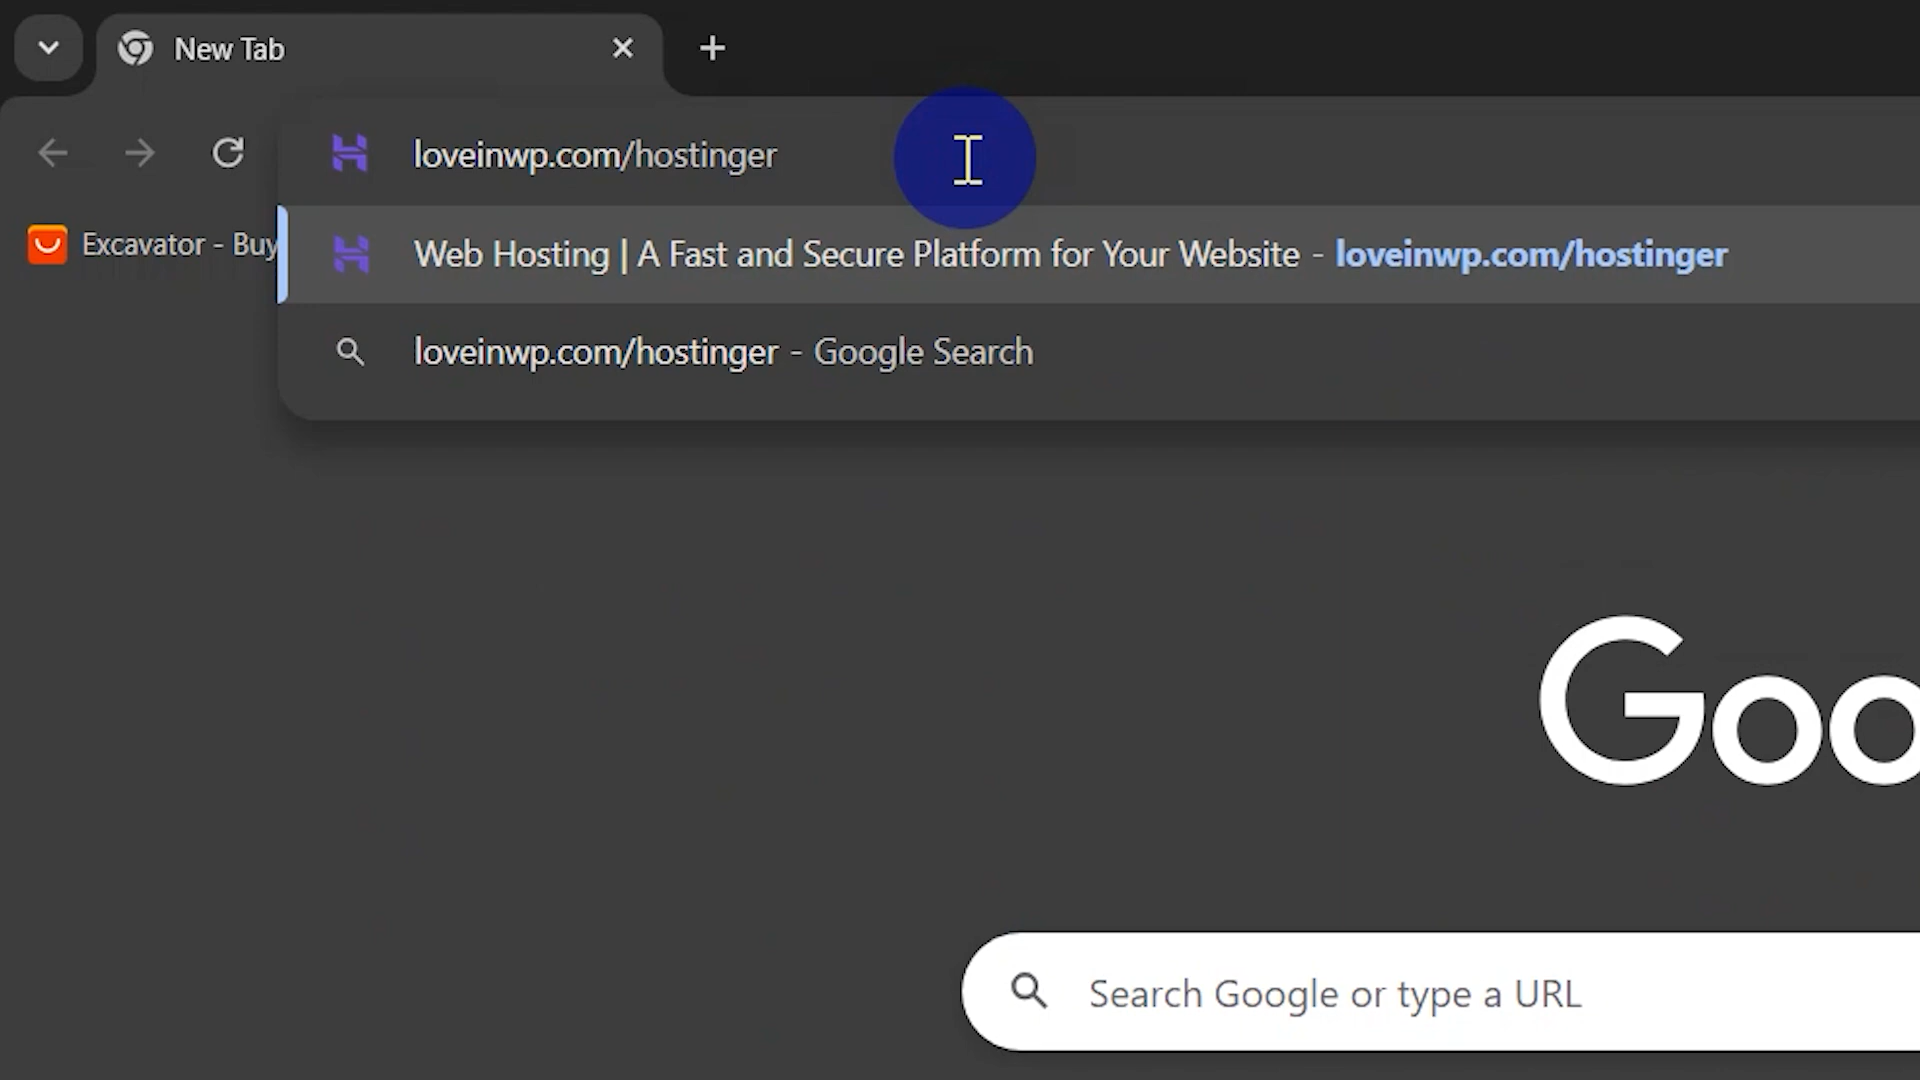 New Tab
loveinwp.com/hostinger
Excavator - Buy
Web Hosting | A Fast and Secure Platform for Your Website - loveinwp.com/hostinger
loveinwp.com/hostinger - Google Search
Goo
Search Google or type a URL